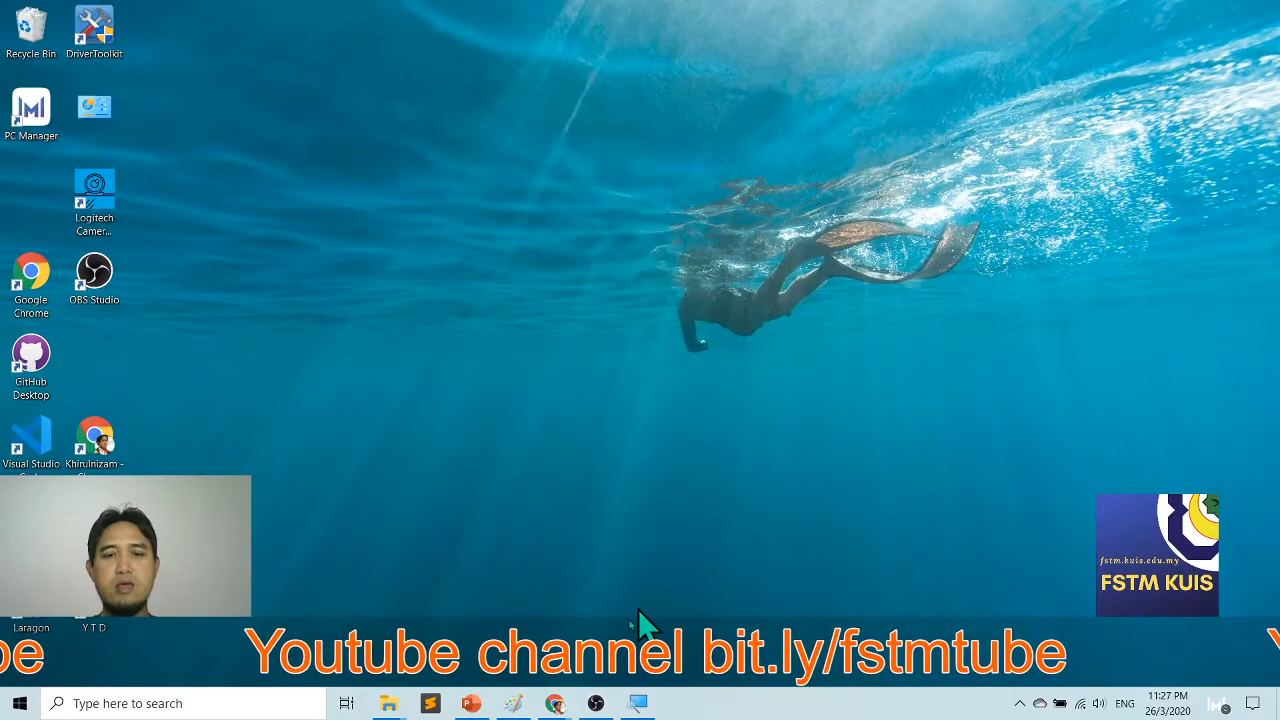 Recycle Bin
DriverToolkit
PC Manager
Logitech
Camer...
Google
Chrome
OBS Studio
GitHub
Desktop
Visual Studio
Khirulnizam -
fstm.kuis.edu.my
FSTM KUIS
Laragon
Y T D
be
Youtube channel bit.ly/fstmtube
Type here to search
ENG
11:27 PM
26/3/2020